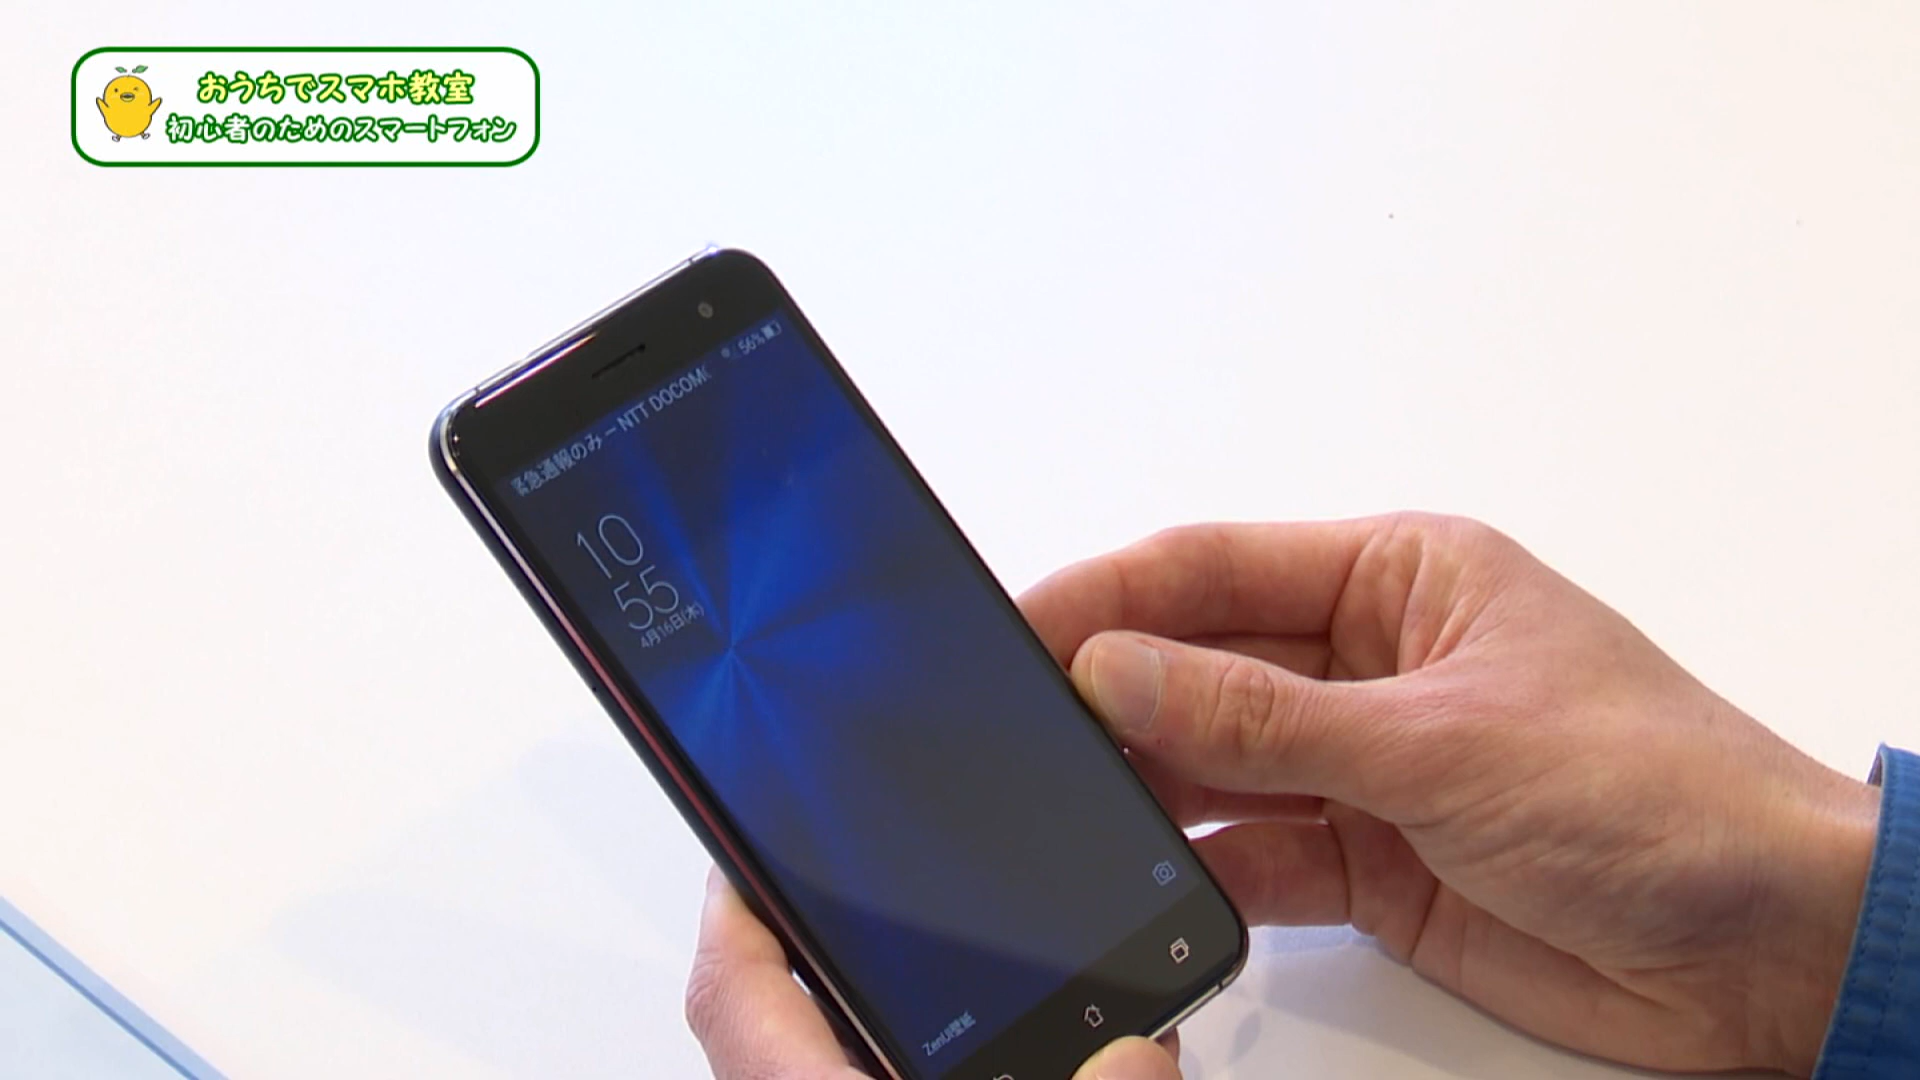 おうちでスマホ教室
初心者のためのスマートフォン
56%
緊急通報のみ – NTT DOCOMO
10
55
4月16日(木)
ZenUI壁紙